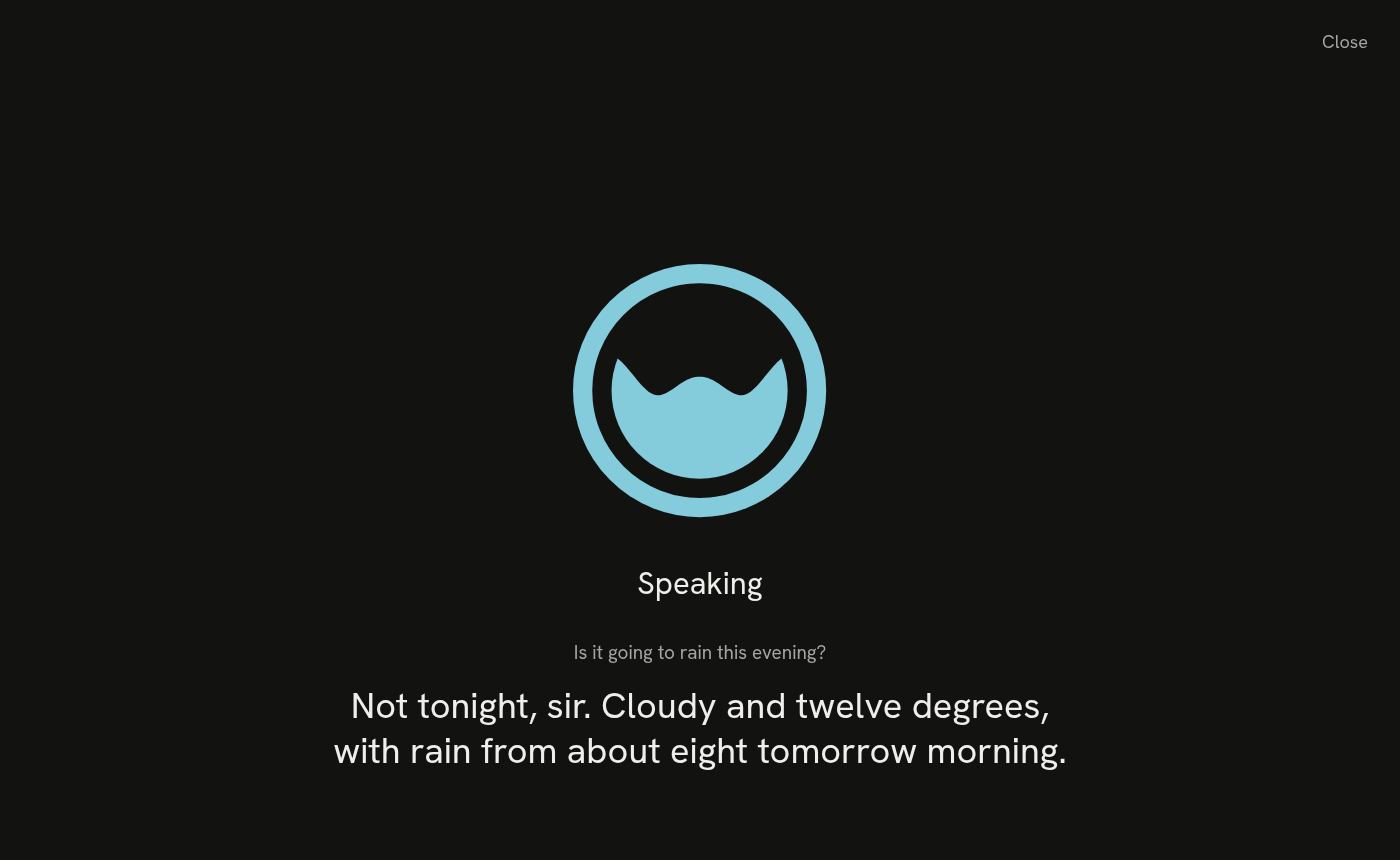 Close
Speaking
Is it going to rain this evening?
Not tonight, sir. Cloudy and twelve degrees,
with rain from about eight tomorrow morning.